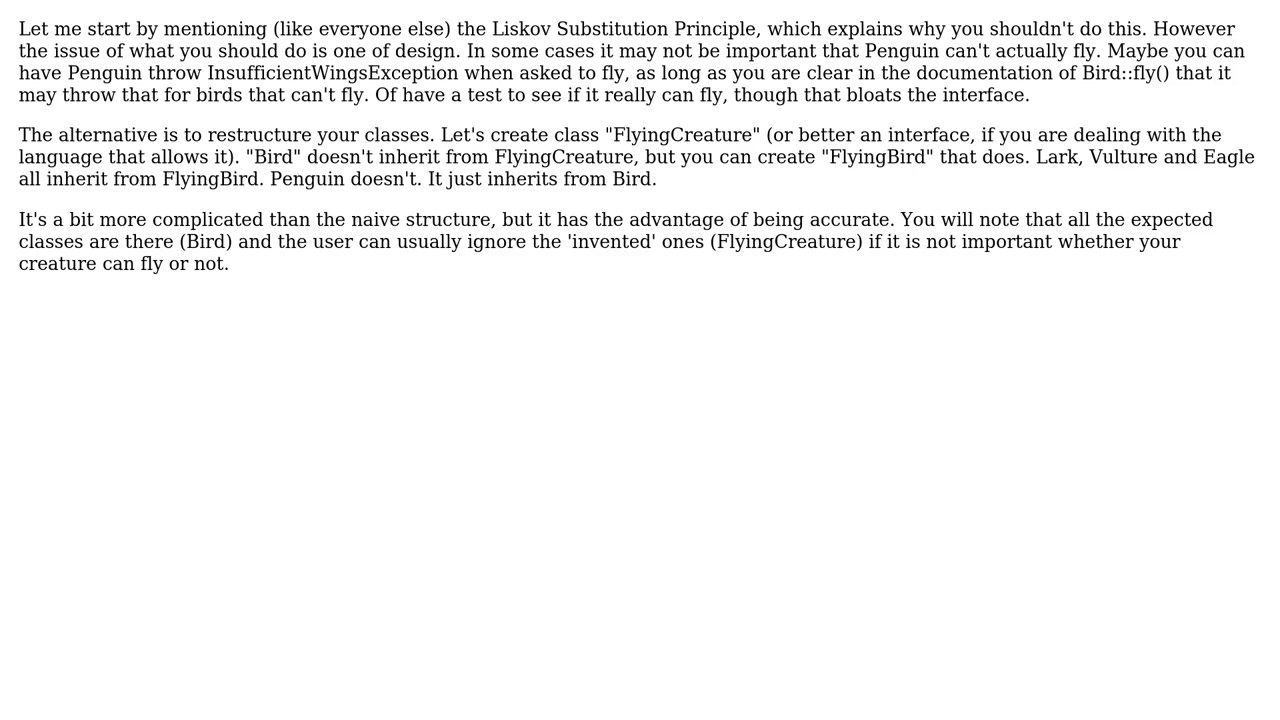 Let me start by mentioning (like everyone else) the Liskov Substitution Principle, which explains why you shouldn't do this. However
the issue of what you should do is one of design. In some cases it may not be important that Penguin can't actually fly. Maybe you can
have Penguin throw InsufficientWingsException when asked to fly, as long as you are clear in the documentation of Bird::fly() that it
may throw that for birds that can't fly. Of have a test to see if it really can fly, though that bloats the interface.
The alternative is to restructure your classes. Let's create class "FlyingCreature" (or better an interface, if you are dealing with the
language that allows it). "Bird" doesn't inherit from FlyingCreature, but you can create "FlyingBird" that does. Lark, Vulture and Eagle
all inherit from FlyingBird. Penguin doesn't. It just inherits from Bird.
It's a bit more complicated than the naive structure, but it has the advantage of being accurate. You will note that all the expected
classes are there (Bird) and the user can usually ignore the 'invented' ones (FlyingCreature) if it is not important whether your
creature can fly or not.